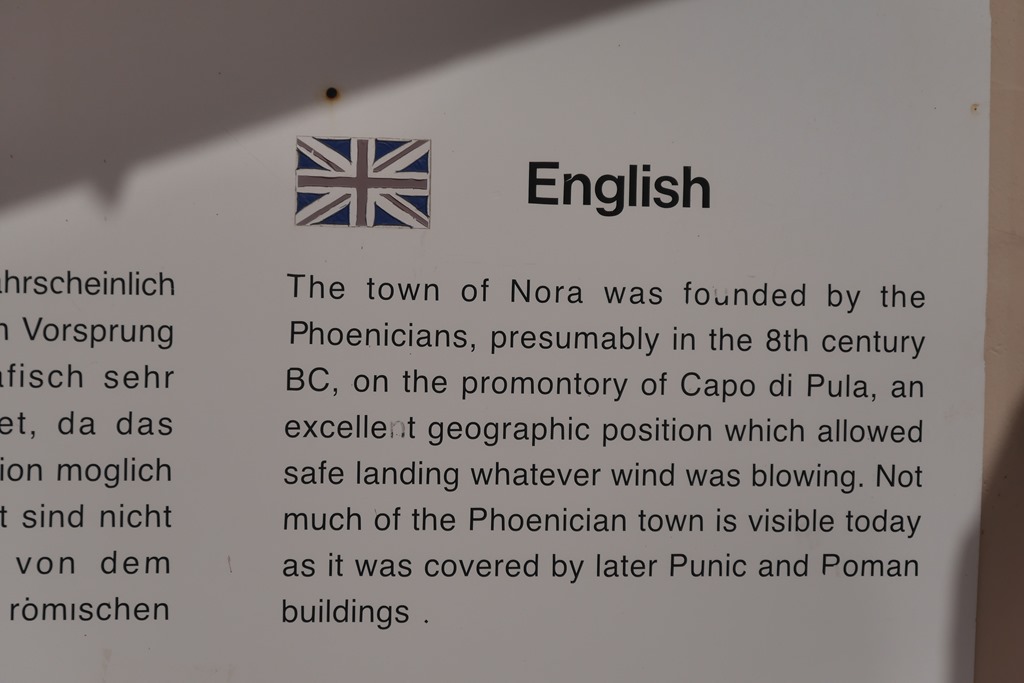 English
ahrscheinlich
n Vorsprung
afisch sehr
et, da das
ion moglich
t sind nicht
von dem
ròmischen
The town of Nora was founded by the
Phoenicians, presumably in the 8th century
BC, on the promontory of Capo di Pula, an
excellent geographic position which allowed
safe landing whatever wind was blowing. Not
much of the Phoenician town is visible today
as it was covered by later Punic and Poman
buildings .